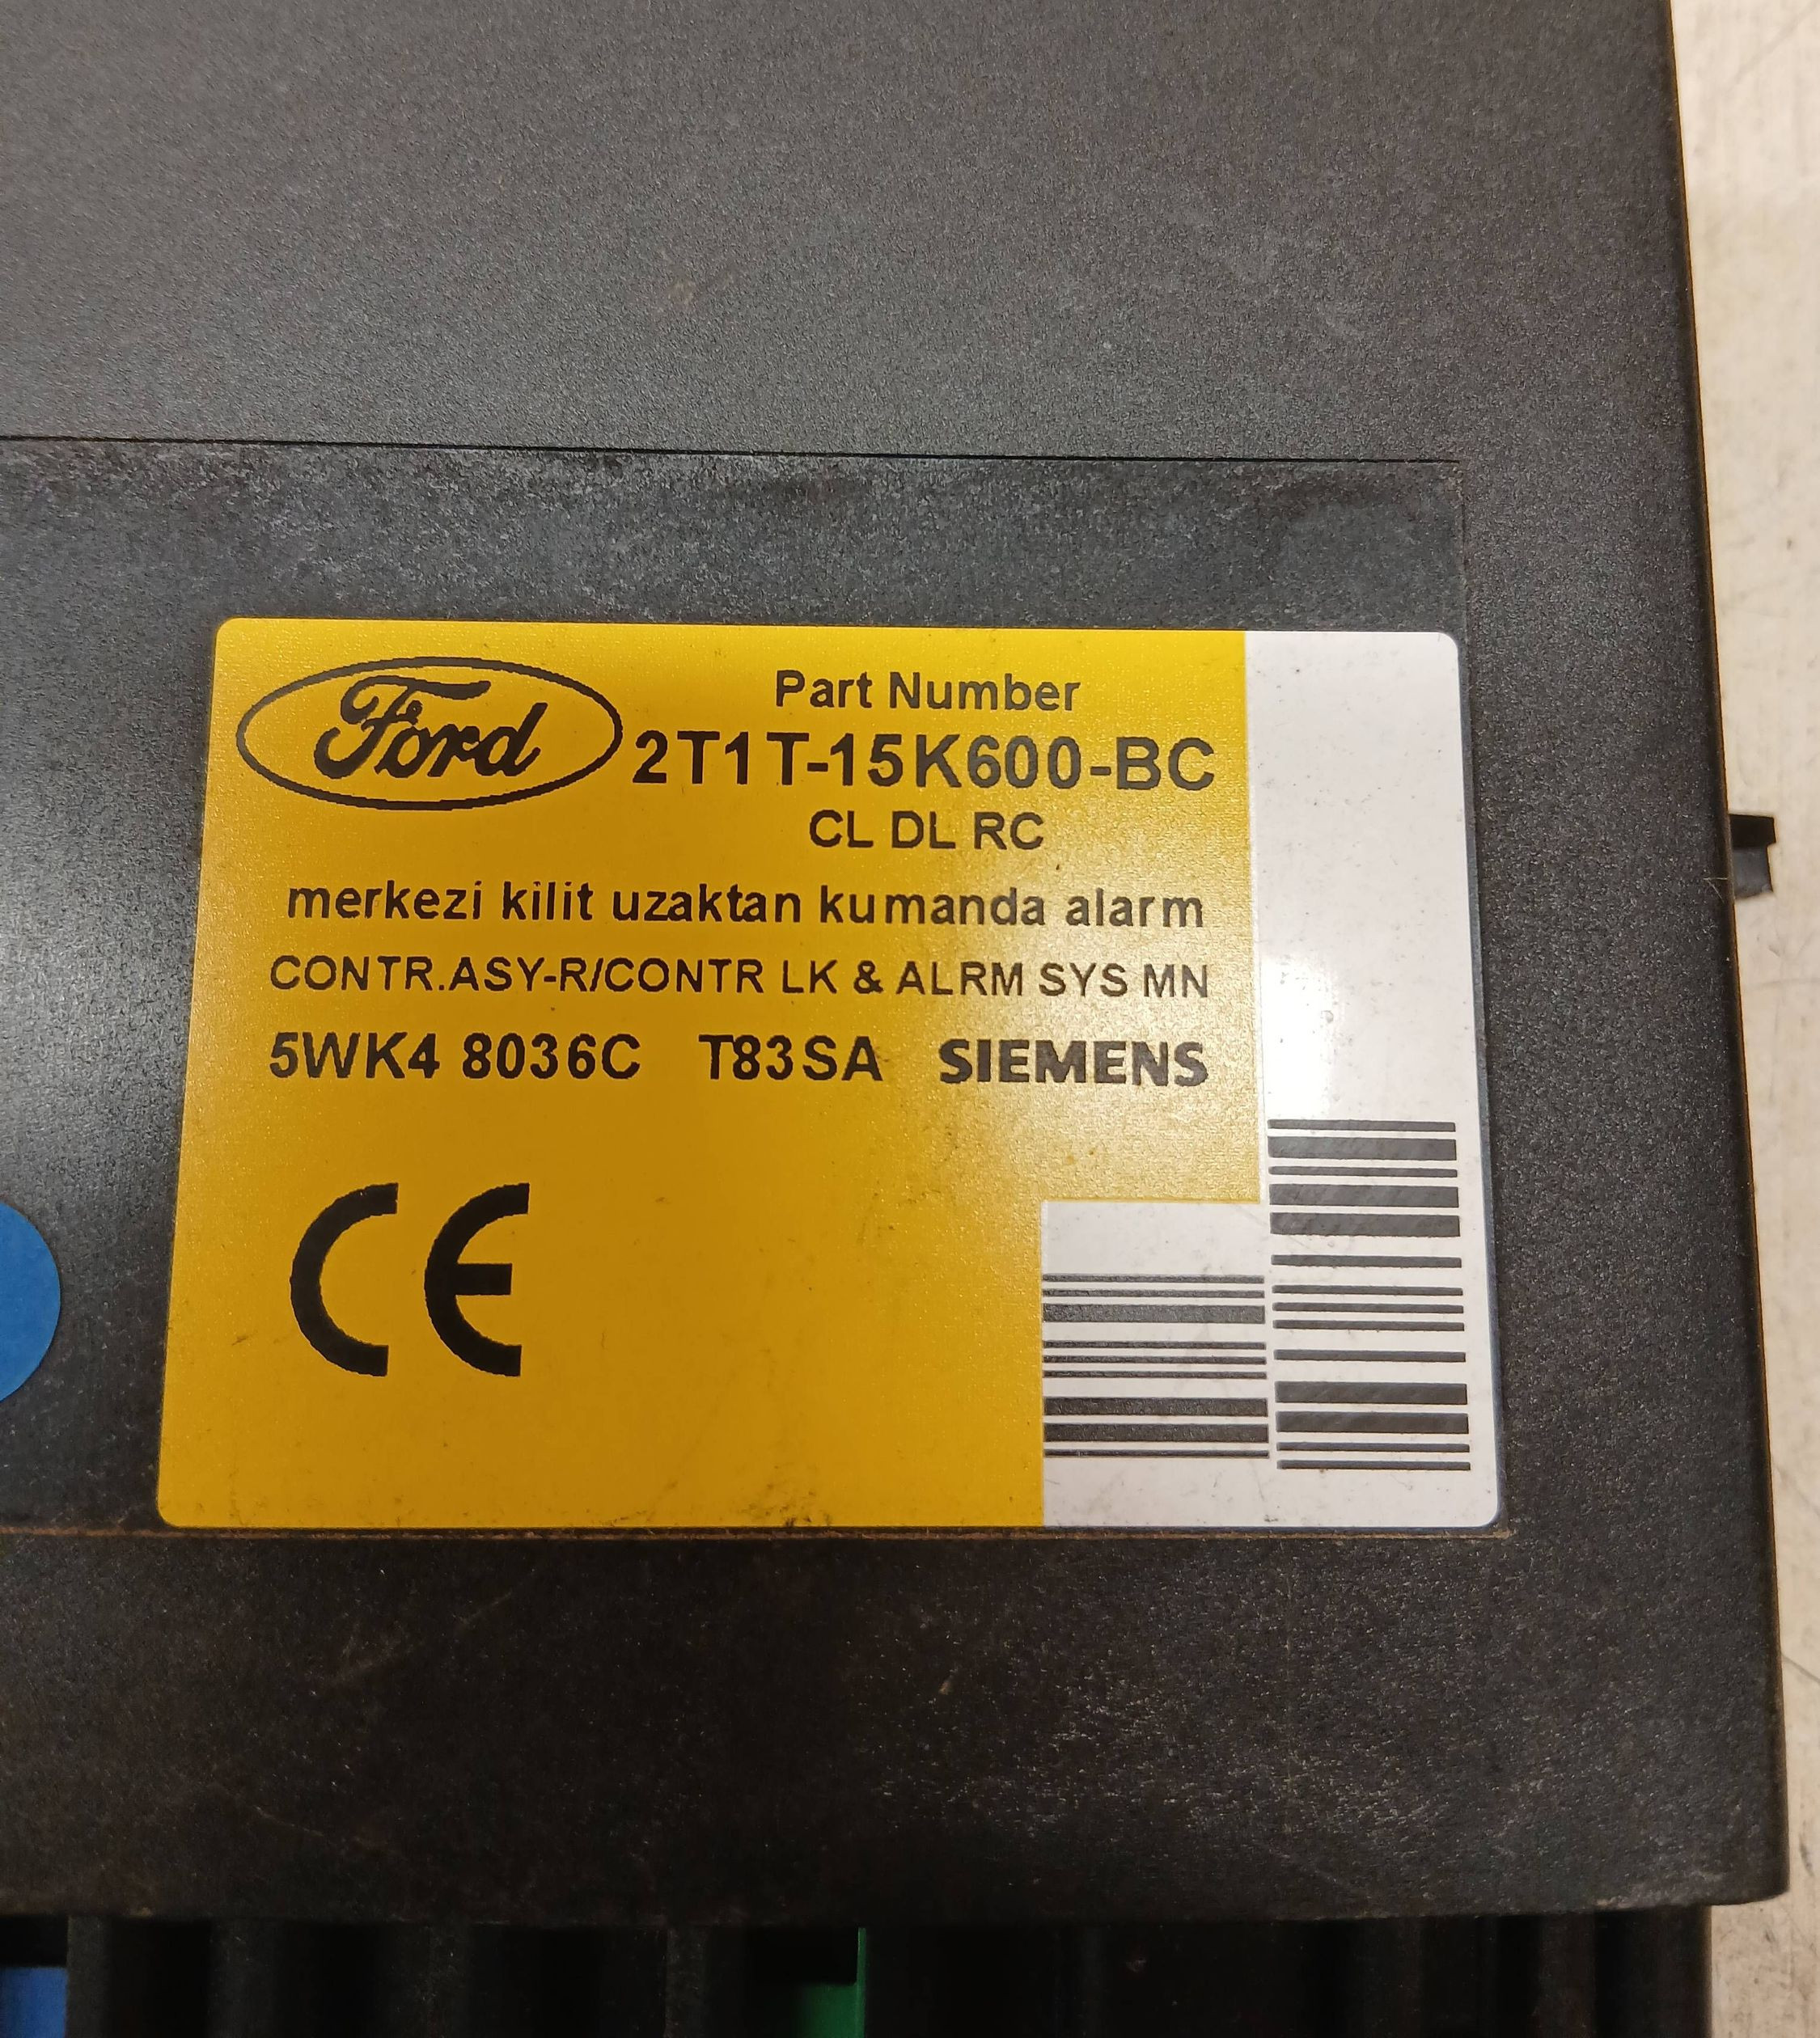 Ford
Part Number
2T1T-15K600-BC
CL DL RC
merkezi kilit uzaktan kumanda alarm
CONTR.ASY-R/CONTR LK & ALRM SYS MN
5WK4 8036C T83SA SIEMENS
CE